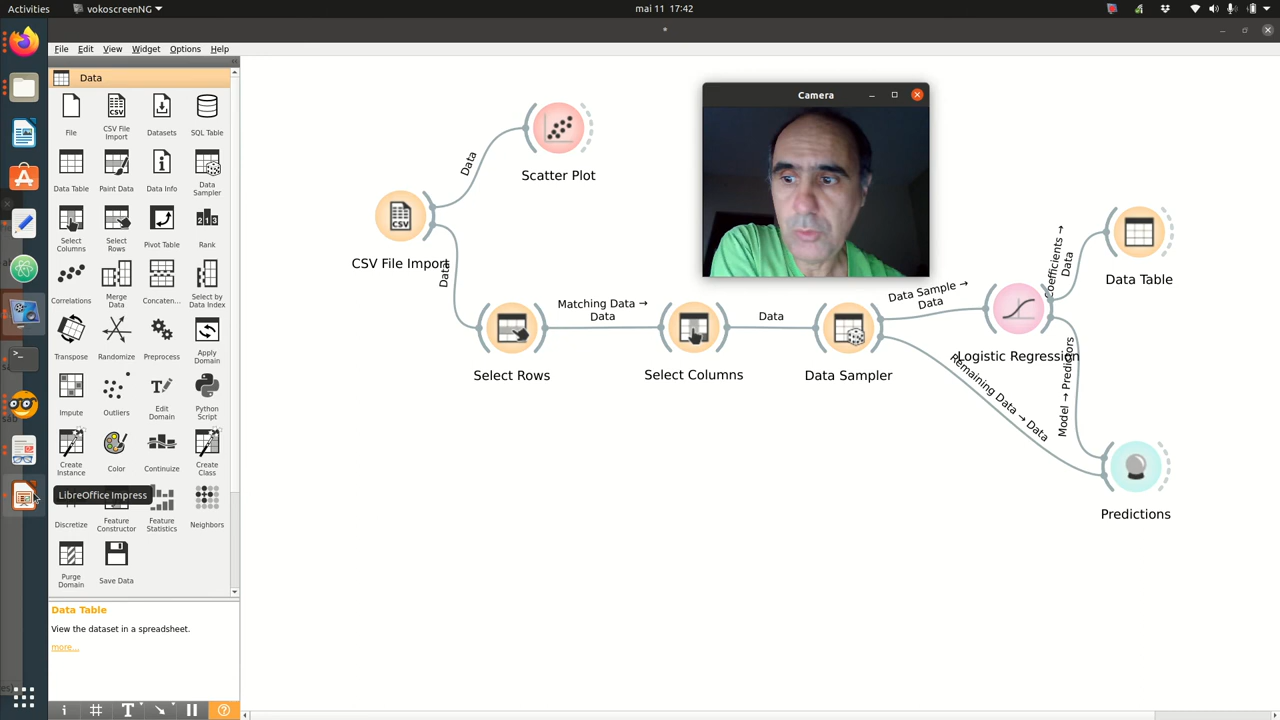 Activities
vokoscreenNG
mai 11 17:42
*
File Edit View Widget Options Help
Data
File
CSV File
Import
Datasets
SQL Table
Data Table
Paint Data
Data Info
Data
Sampler
Select
Columns
Select
Rows
Pivot Table
Rank
Correlations
Merge
Data
Concaten...
Select by
Data Index
Transpose
Randomize
Preprocess
Apply
Domain
Impute
Outliers
Edit
Domain
Python
Script
Create
Instance
Color
Continuize
Create
Class
LibreOffice Impress
Discretize
Feature
Constructor
Feature
Statistics
Neighbors
Purge
Domain
Save Data
Data Table
View the dataset in a spreadsheet.
more...
Camera
Data
Scatter Plot
CSV
CSV File Import
Data
Select Rows
Matching Data →
Data
Select Columns
Data
Data Sampler
Data Sample →
Data
Logistic Regression
Remaining Data → Data
Coefficients →
Data
Data Table
Model → Predictors
Predictions